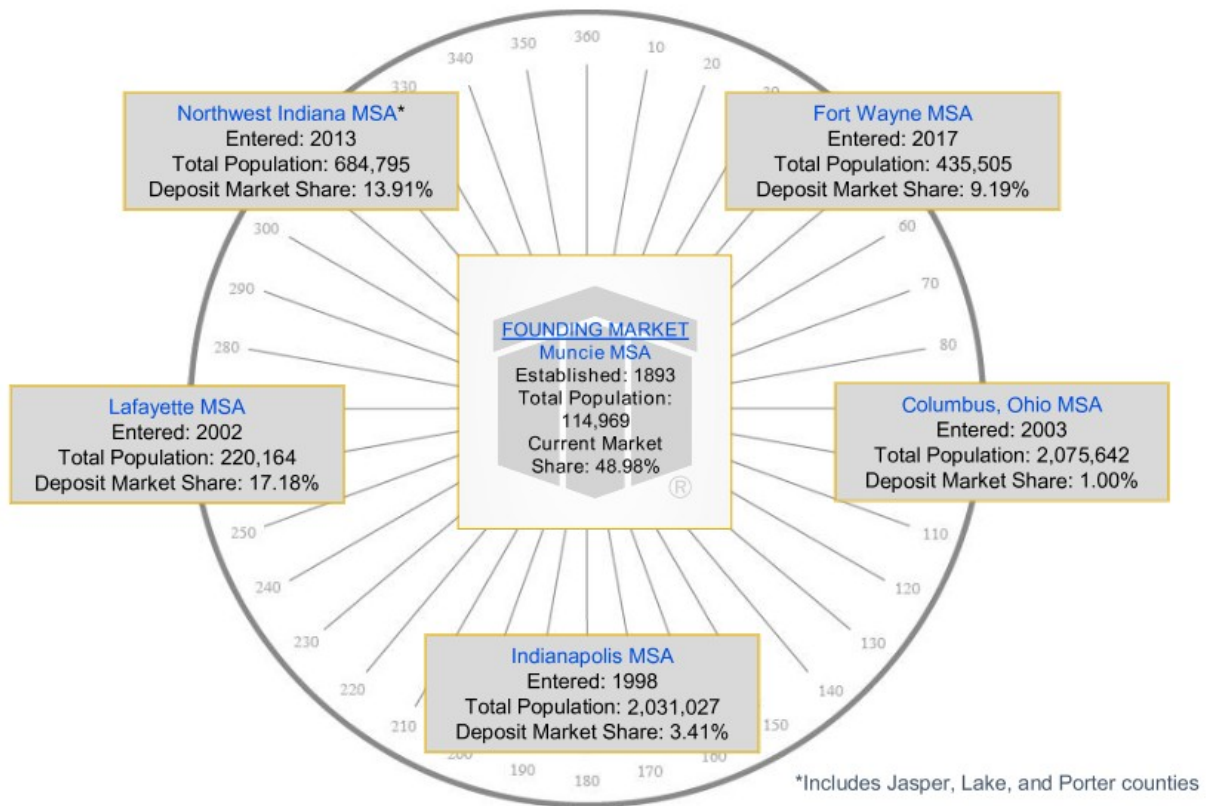 360
350
10
340
20
330
30
Northwest Indiana MSA*
Entered: 2013
Total Population: 684,795
Deposit Market Share: 13.91%
Fort Wayne MSA
Entered: 2017
Total Population: 435,505
Deposit Market Share: 9.19%
300
60
290
70
280
80
FOUNDING MARKET
Muncie MSA
Established: 1893
Total Population:
114,969
Current Market
Share: 48.98%
®
Lafayette MSA
Entered: 2002
Total Population: 220,164
Deposit Market Share: 17.18%
Columbus, Ohio MSA
Entered: 2003
Total Population: 2,075,642
Deposit Market Share: 1.00%
250
110
240
120
230
130
220
140
210
150
200
160
190
180
170
Indianapolis MSA
Entered: 1998
Total Population: 2,031,027
Deposit Market Share: 3.41%
*Includes Jasper, Lake, and Porter counties